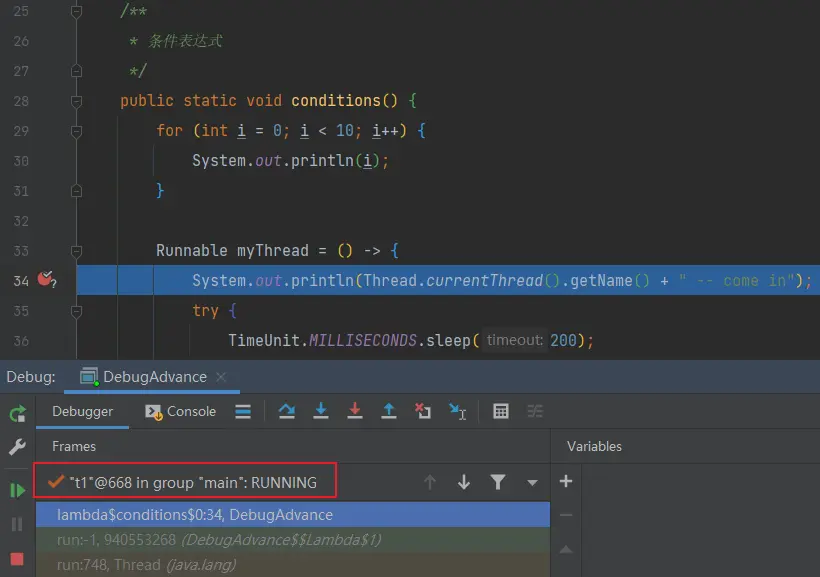 25 /**
26 * 条件表达式
27 */
28 public static void conditions() {
29 for (int i = 0; i < 10; i++) {
30 System.out.println(i);
31 }
32
33 Runnable myThread = () -> {
34 System.out.println(Thread.currentThread().getName() + " -- come in");
35 try {
36 TimeUnit.MILLISECONDS.sleep( timeout: 200);
Debug: DebugAdvance
Debugger Console
Frames Variables
"t1"@668 in group "main": RUNNING
lambda$conditions$0:34, DebugAdvance
run:-1, 940553268 (DebugAdvance$$Lambda$1)
run:748, Thread (java.lang)